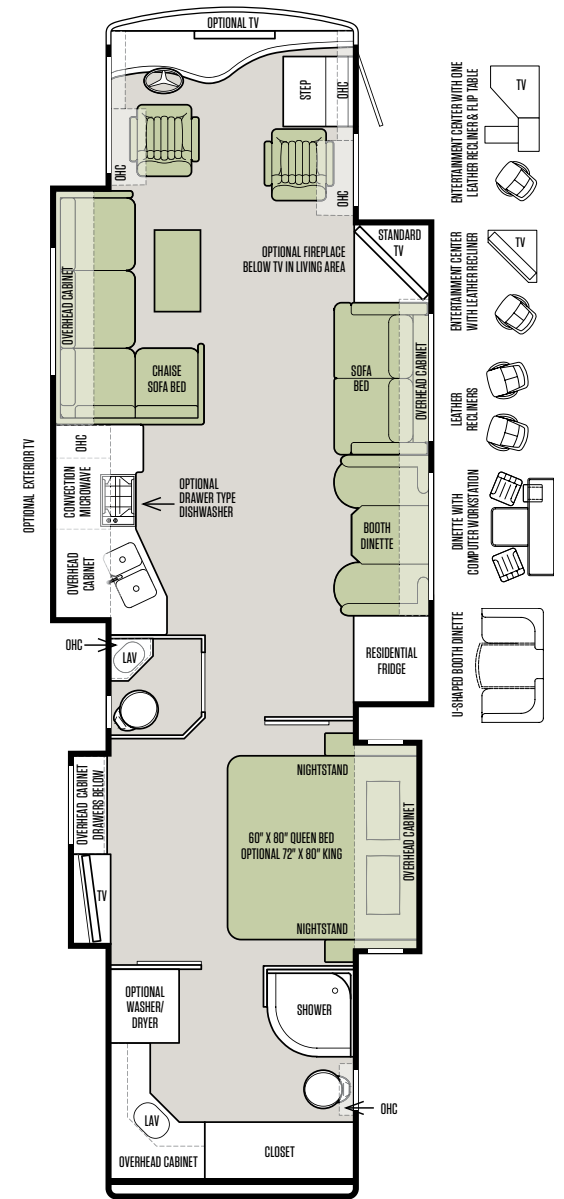 OPTIONAL TV
STEP
OHC
OHC
OHC
OPTIONAL FIREPLACE
BELOW TV IN LIVING AREA
STANDARD
TV
OVERHEAD CABINET
CHAISE
SOFA BED
SOFA
BED
OVERHEAD CABINET
OPTIONAL EXTERIOR TV
OHC
CONVECTION
MICROWAVE
OPTIONAL
DRAWER TYPE
DISHWASHER
OVERHEAD
CABINET
BOOTH
DINETTE
OHC
LAV
RESIDENTIAL
FRIDGE
OVERHEAD CABINET
DRAWERS BELOW
TV
NIGHTSTAND
60" X 80" QUEEN BED
OPTIONAL 72" X 80" KING
NIGHTSTAND
OVERHEAD CABINET
OPTIONAL
WASHER/
DRYER
SHOWER
OHC
LAV
OVERHEAD CABINET
CLOSET
ENTERTAINMENT CENTER WITH ONE
LEATHER RECLINER & FLIP TABLE
TV
ENTERTAINMENT CENTER
WITH LEATHER RECLINER
TV
LEATHER
RECLINERS
DINETTE WITH
COMPUTER WORKSTATION
U-SHAPED BOOTH DINETTE